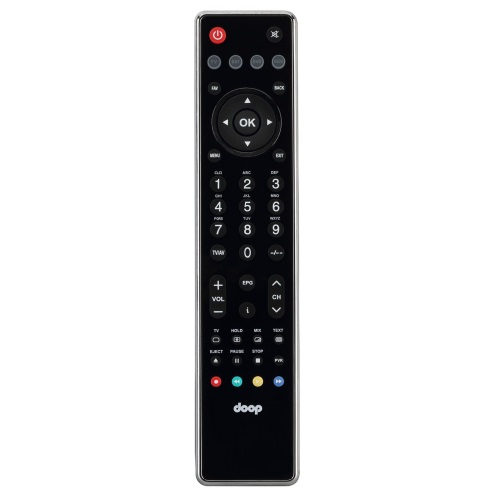 FAV BACK
OK
MENU EXIT
ABC DEF
1 2 3
GHI JKL MNO
4 5 6
PQRS TUV WXYZ
7 8 9
TV/AV 0 -/--
+ EPG
VOL CH
− i
TV HOLD MIX TEXT
EJECT PAUSE STOP
PVR
doop